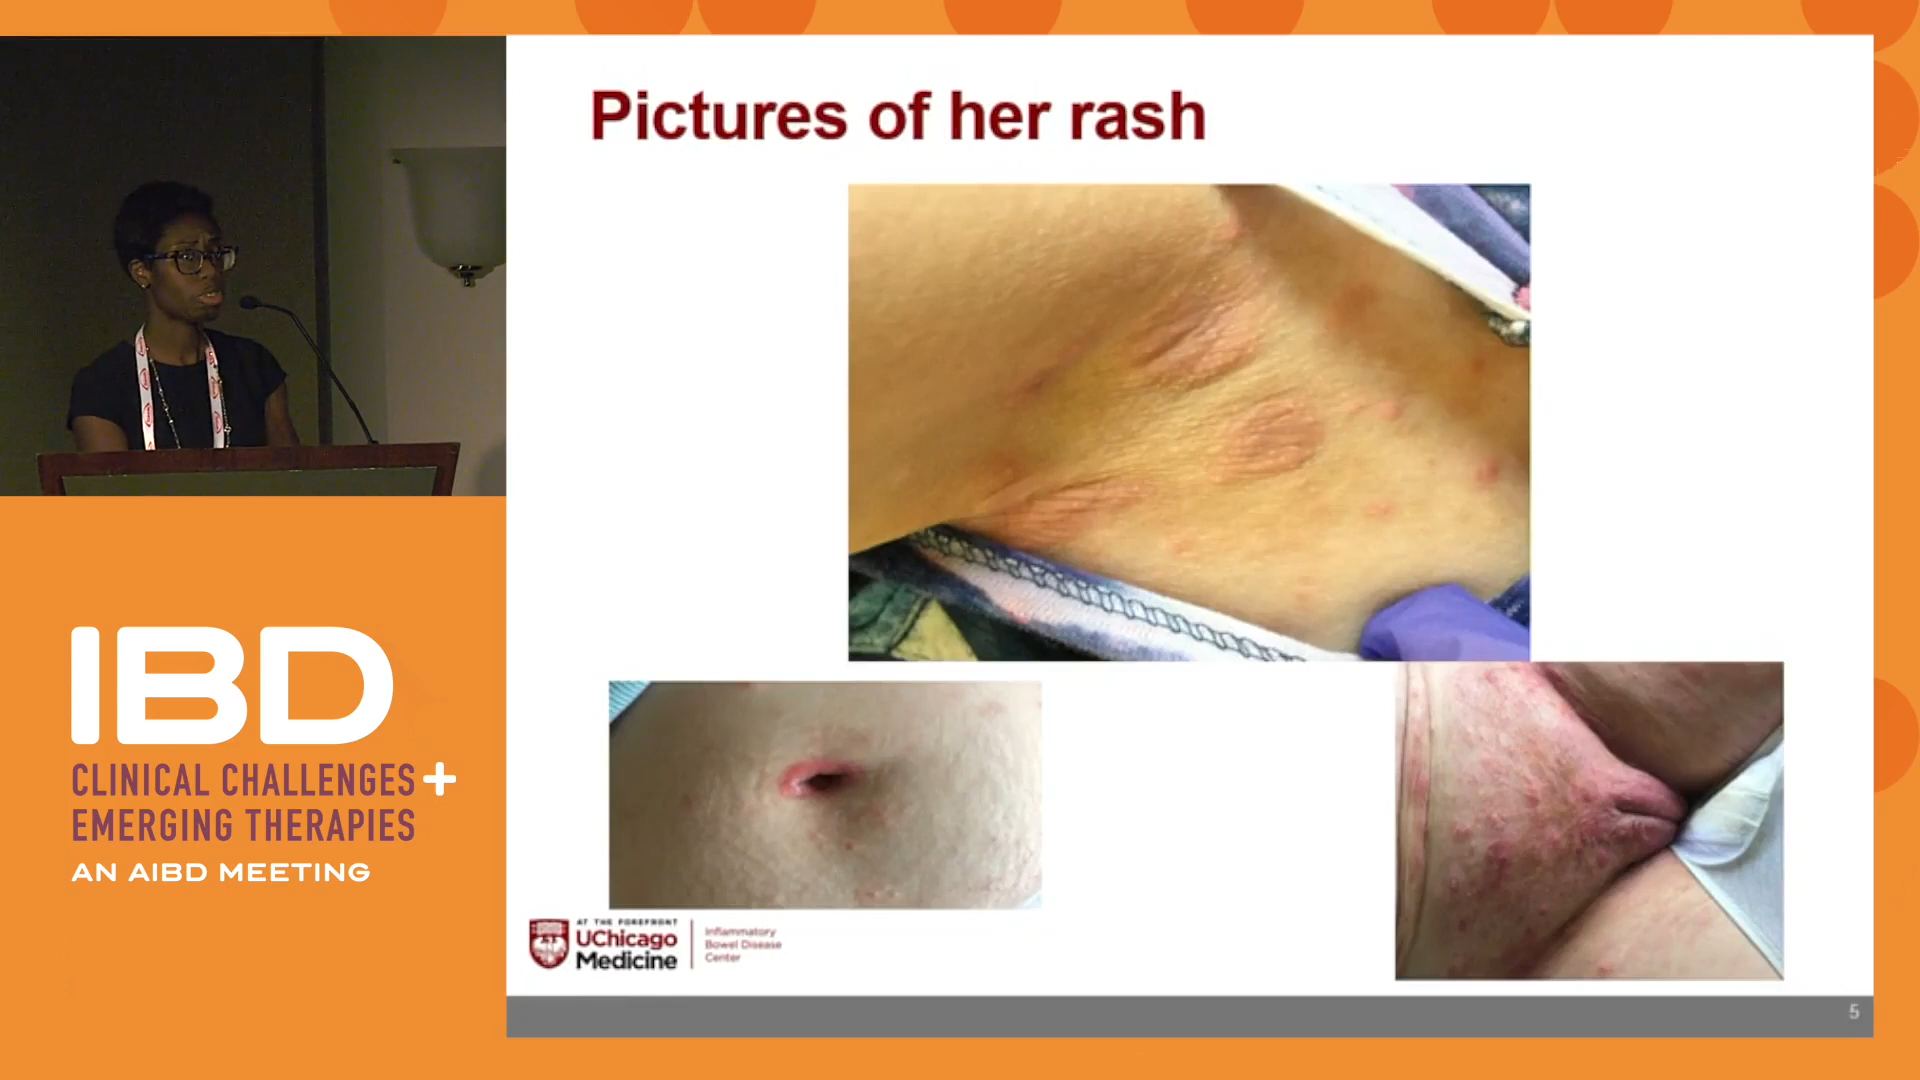 Pictures of her rash
IBD
CLINICAL CHALLENGES +
EMERGING THERAPIES
AN AIBD MEETING
AT THE FOREFRONT
UChicago
Medicine
Inflammatory
Bowel Disease
Center
5